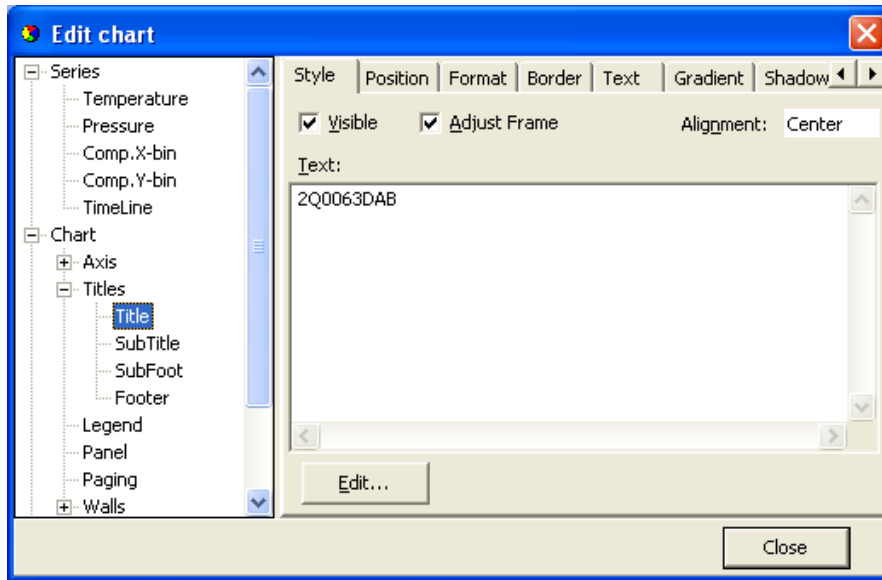 Edit chart
Series
Temperature
Pressure
Comp.X-bin
Comp.Y-bin
TimeLine
Chart
Axis
Titles
Title
SubTitle
SubFoot
Footer
Legend
Panel
Paging
Walls
Style Position Format Border Text Gradient Shadow
Visible Adjust Frame Alignment: Center
Text:
2Q0063DAB
Edit...
Close